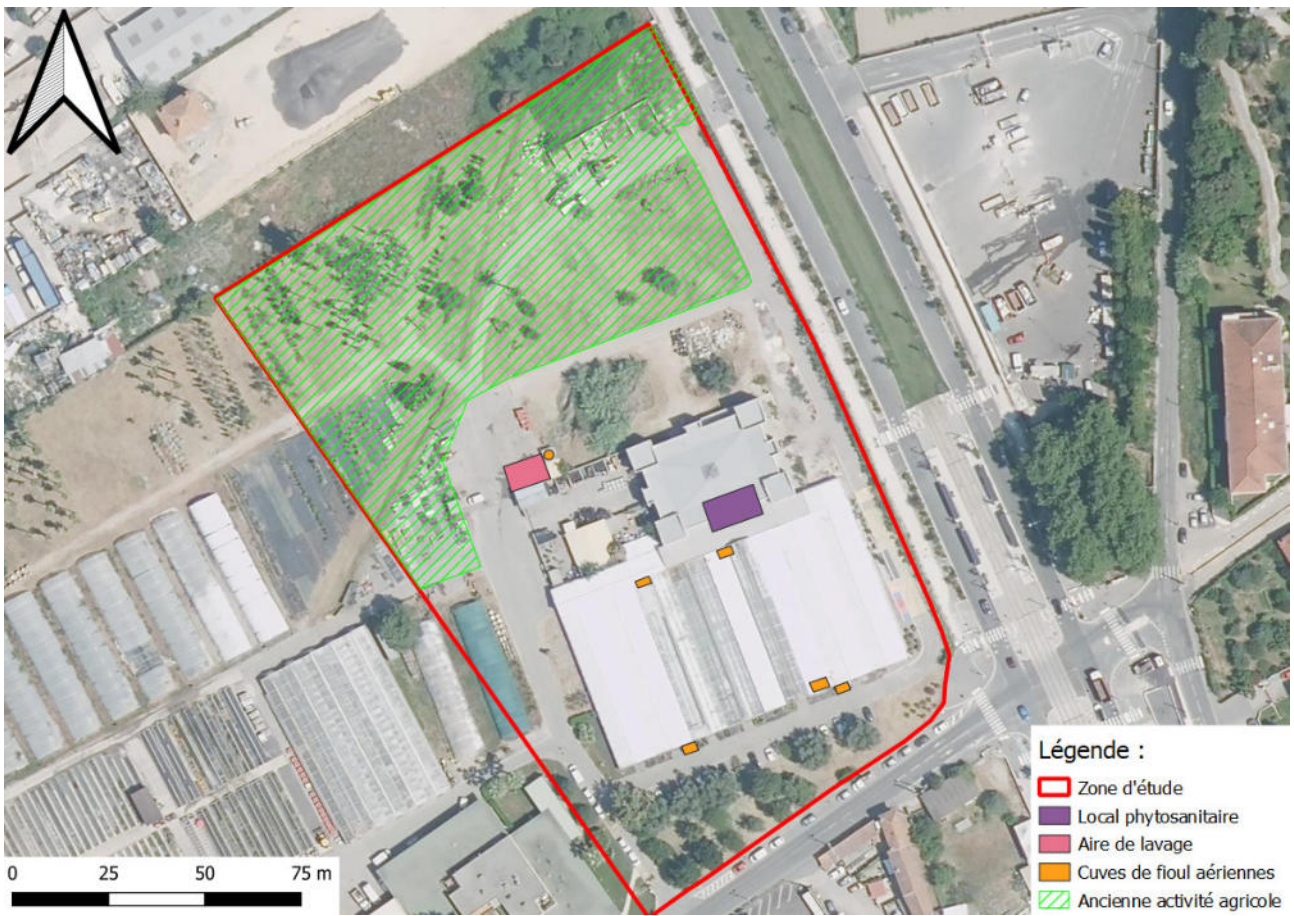 Légende :
Zone d'étude
Local phytosanitaire
Aire de lavage
Cuves de fioul aériennes
Ancienne activité agricole
0 25 50 75 m